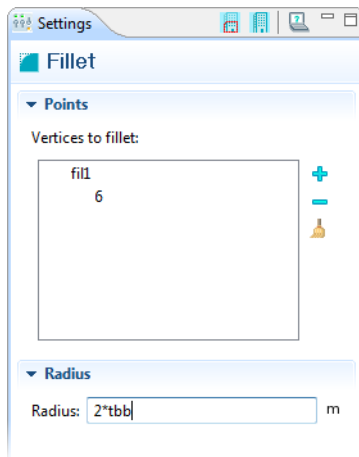 Settings
Fillet
Points
Vertices to fillet:
fil1
6
Radius
Radius: 2*tbb m